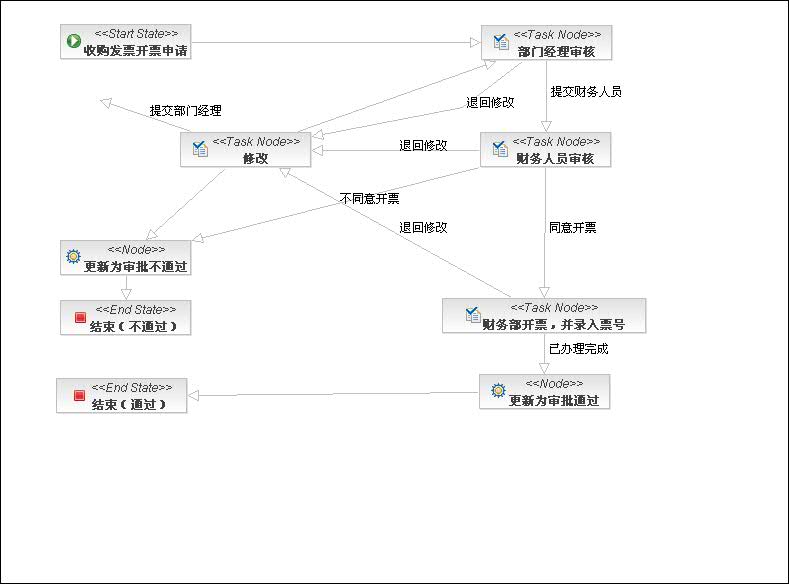 <<Start State>>
收购发票开票申请
<<Task Node>>
部门经理审核
提交财务人员
退回修改
提交部门经理
<<Task Node>>
修改
退回修改
<<Task Node>>
财务人员审核
不同意开票
退回修改
同意开票
<<Node>>
更新为审批不通过
<<End State>>
结束（不通过）
<<Task Node>>
财务部开票，并录入票号
已办理完成
<<End State>>
结束（通过）
<<Node>>
更新为审批通过